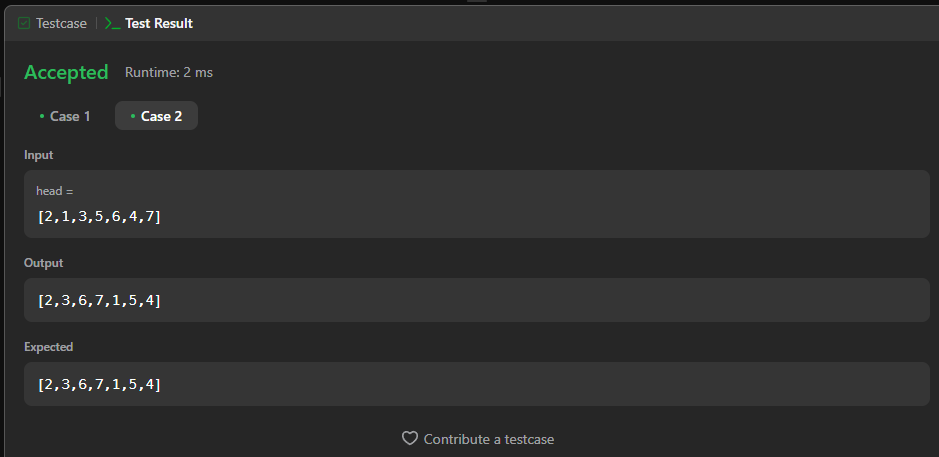 Testcase | >_ Test Result
Accepted Runtime: 2 ms
• Case 1 • Case 2
Input
head =
[2,1,3,5,6,4,7]
Output
[2,3,6,7,1,5,4]
Expected
[2,3,6,7,1,5,4]
Contribute a testcase